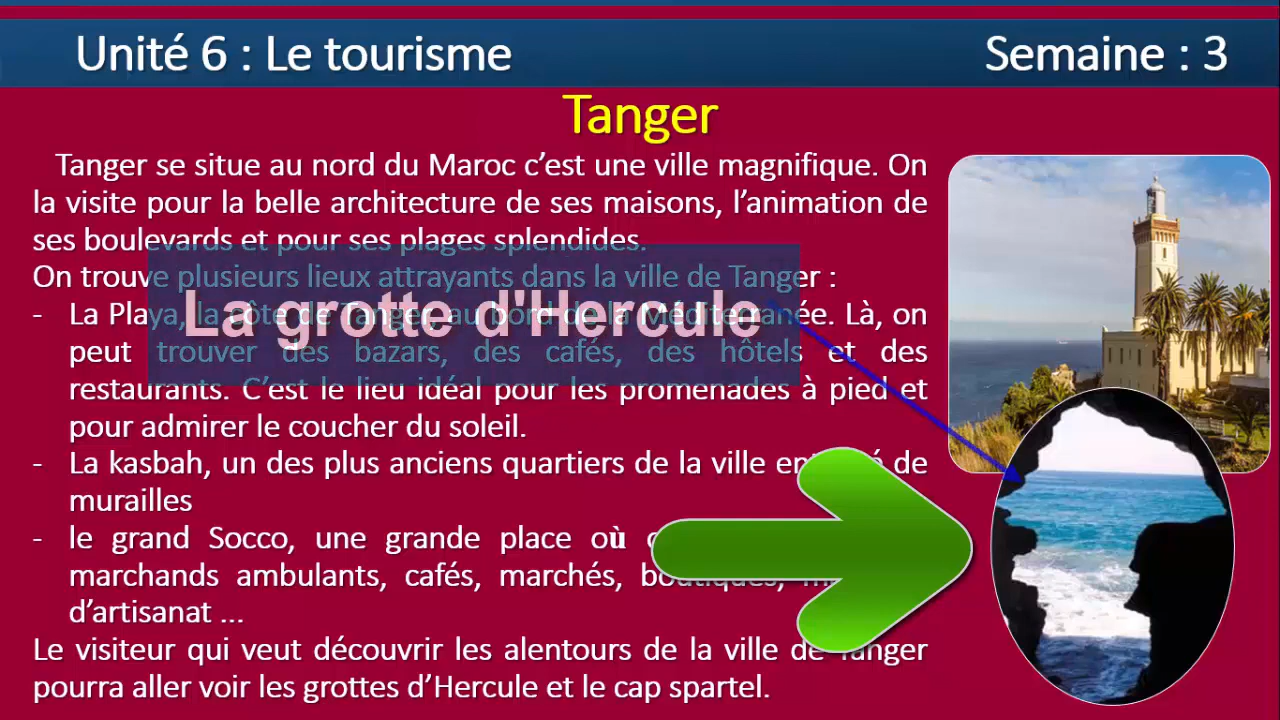 Unité 6 : Le tourisme Semaine : 3
Tanger
Tanger se situe au nord du Maroc c’est une ville magnifique. On
la visite pour la belle architecture de ses maisons, l’animation de
ses boulevards et pour ses plages splendides.
On trouve plusieurs lieux attrayants dans la ville de Tanger :
- La Playa, la côte de Tanger, au bord de la Méditerranée. Là, on
La grotte d'Hercule
peut trouver des bazars, des cafés, des hôtels et des
restaurants. C’est le lieu idéal pour les promenades à pied et
pour admirer le coucher du soleil.
- La kasbah, un des plus anciens quartiers de la ville de
murailles
- le grand Socco, une grande place où
marchands ambulants, cafés, marchés, boutiques,
d’artisanat ...
Le visiteur qui veut découvrir les alentours de la ville de Tanger
pourra aller voir les grottes d’Hercule et le cap spartel.